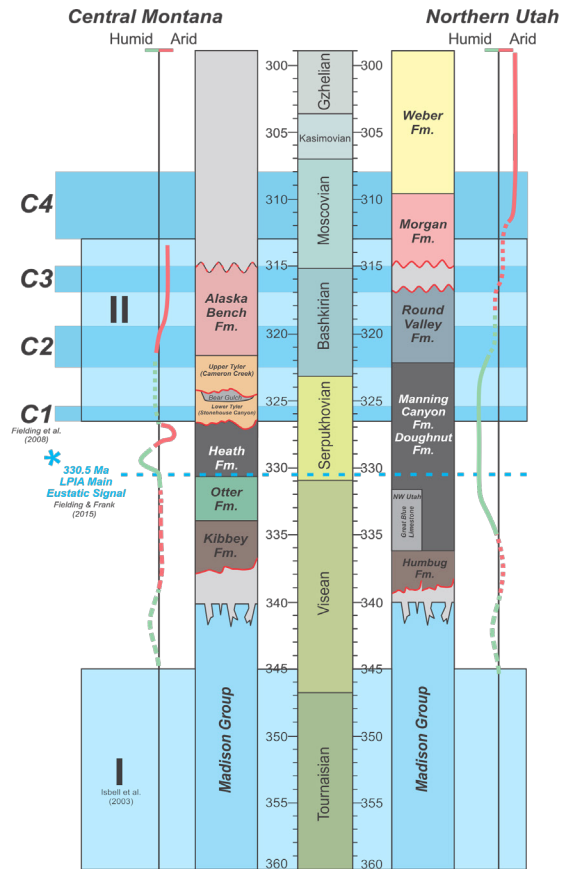 Central Montana
Northern Utah
Humid
Arid
Humid
Arid
C4
C3
II
C2
C1
Fielding et al.
(2008)
*
330.5 Ma
LPIA Main
Eustatic Signal
Fielding & Frank
(2015)
I
Isbell et al.
(2003)
Alaska
Bench
Fm.
Upper Tyler
(Cameron Creek)
Bear Gulch
Lower Tyler
(Stonehouse Canyon)
Heath
Fm.
Otter
Fm.
Kibbey
Fm.
Madison Group
300
305
310
315
320
325
330
335
340
345
350
355
360
Gzhelian
Kasimovian
Moscovian
Bashkirian
Serpukhovian
Visean
Tournaisian
300
305
310
315
320
325
330
335
340
345
350
355
360
Weber
Fm.
Morgan
Fm.
Round
Valley
Fm.
Manning
Canyon
Fm.
Doughnut
Fm.
NW Utah
Great Blue
Limestone
Humbug
Fm.
Madison Group